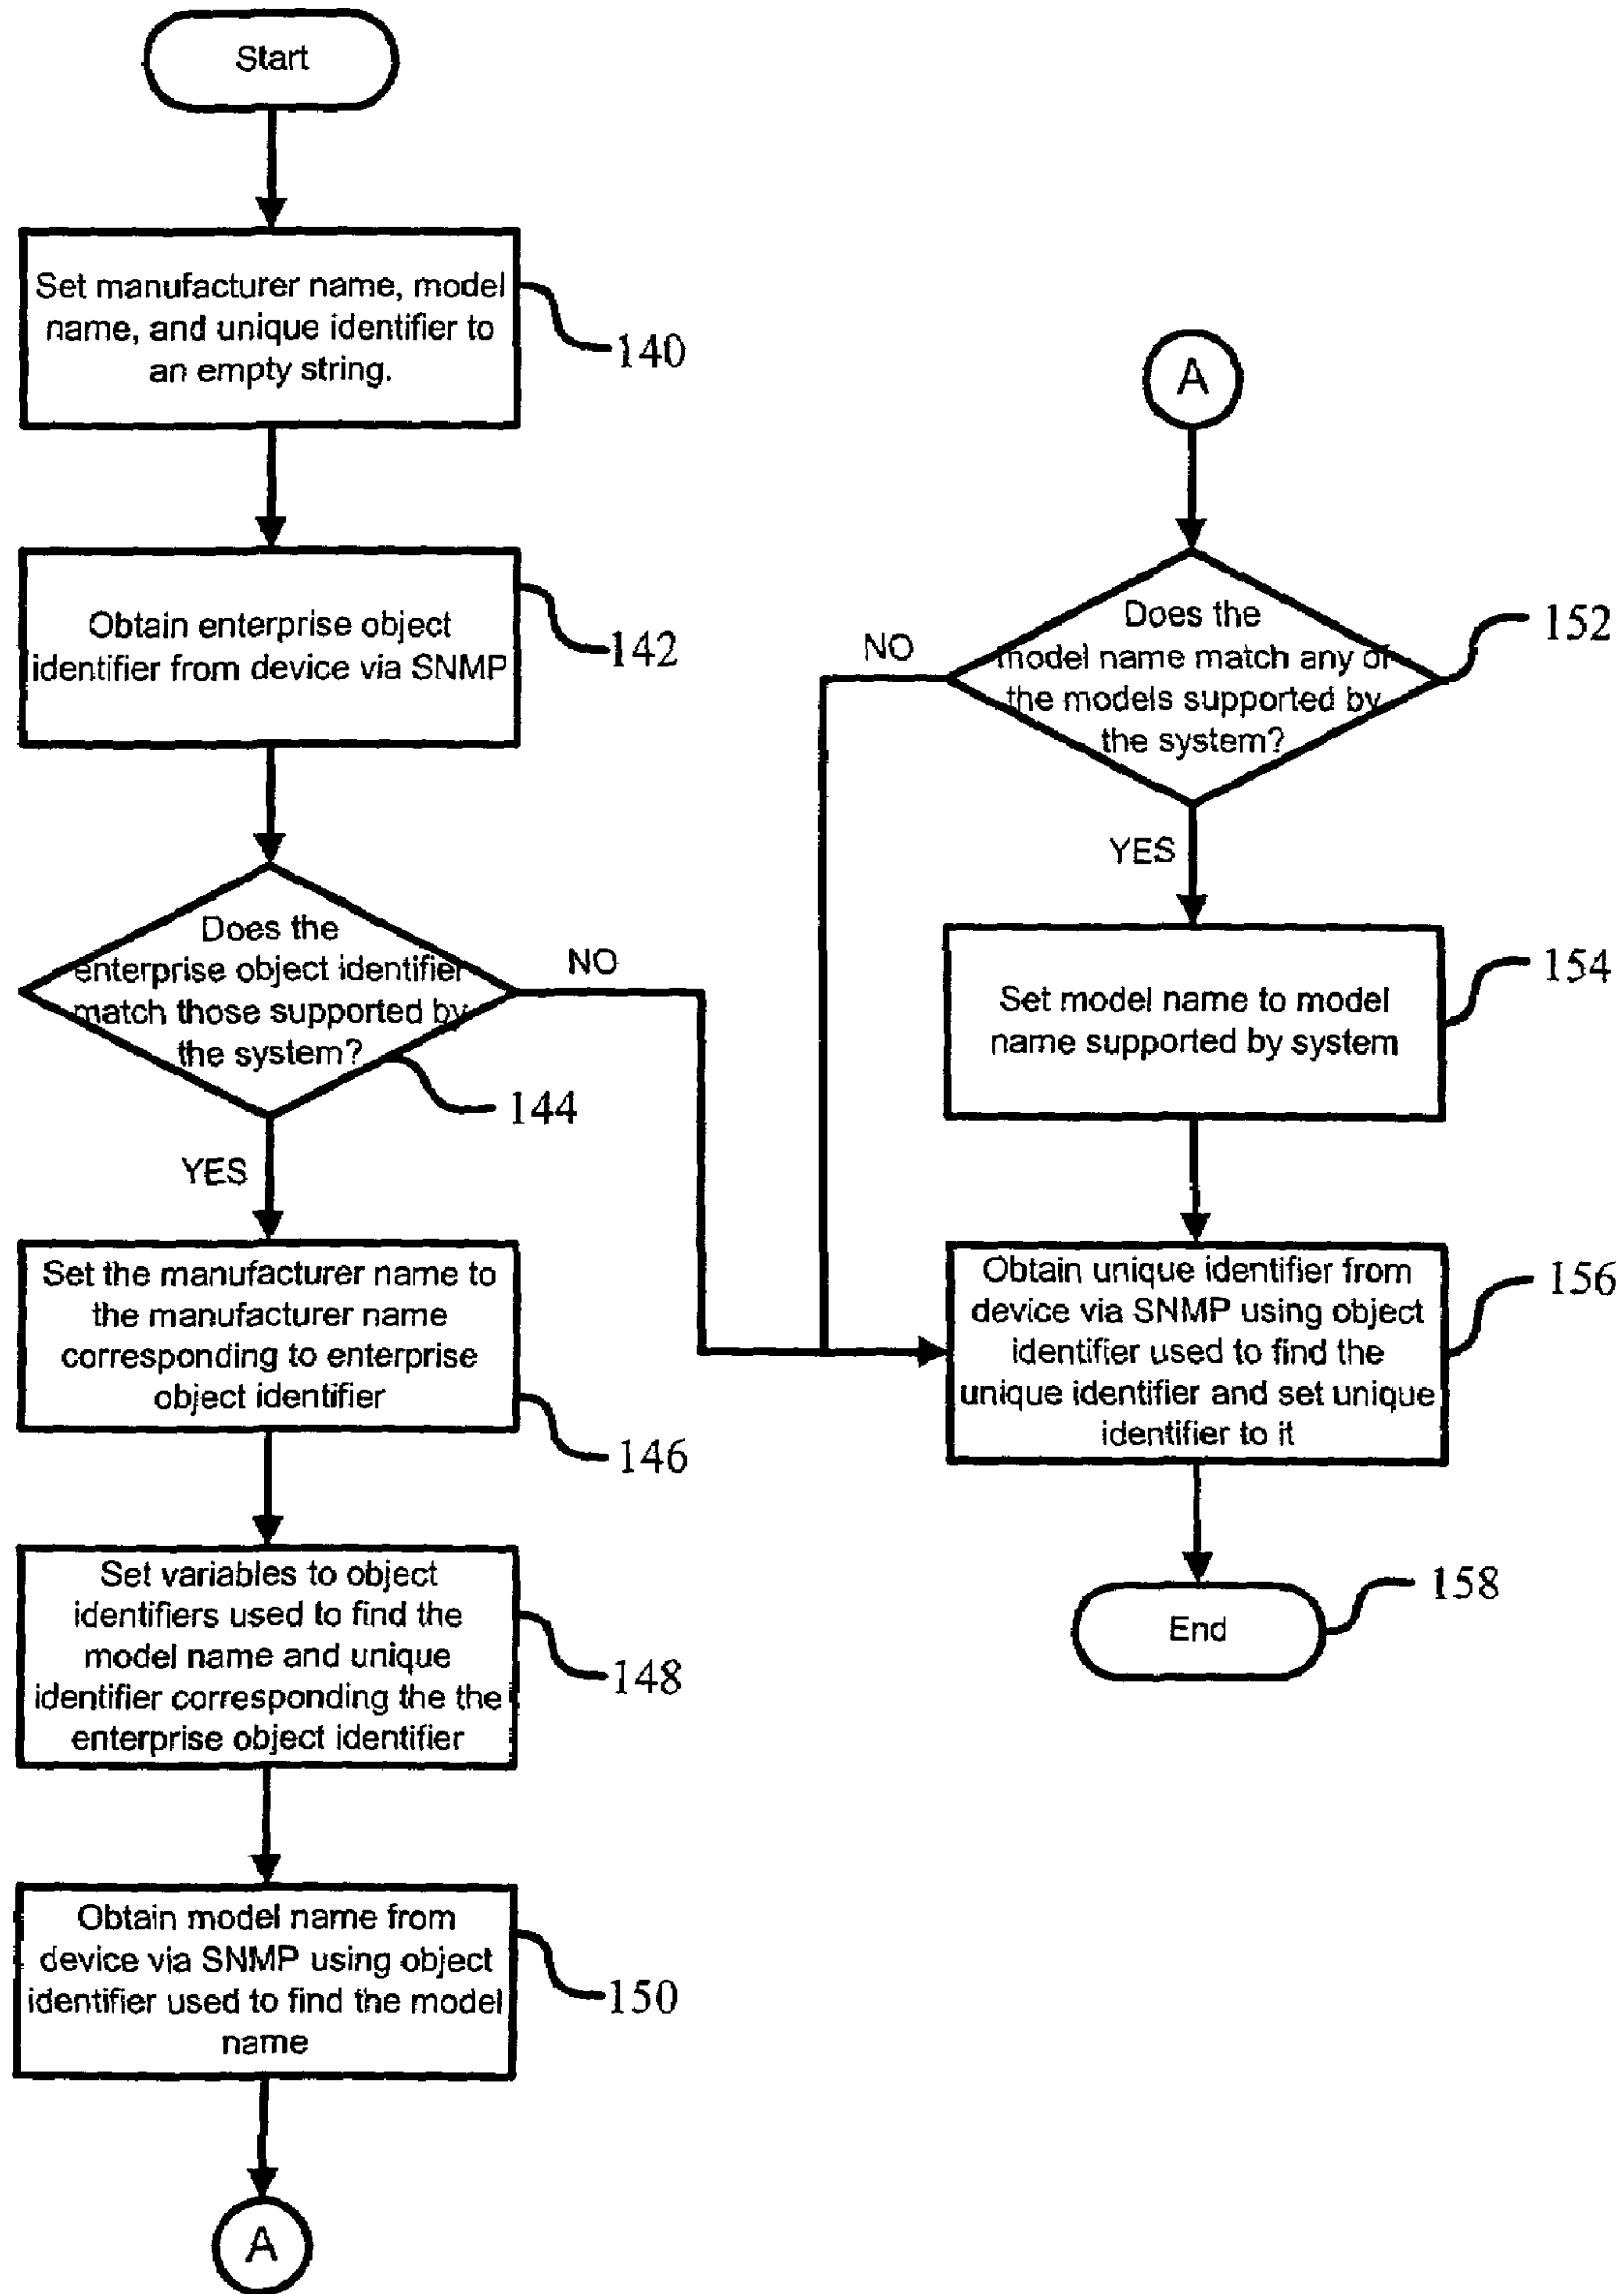 Start
Set manufacturer name, model
name, and unique identifier to
an empty string.
140
Obtain enterprise object
identifier from device via SNMP
142
Does the
enterprise object identifier
match those supported by
the system?
144
NO
YES
Set the manufacturer name to
the manufacturer name
corresponding to enterprise
object identifier
146
Set variables to object
identifiers used to find the
model name and unique
identifier corresponding the the
enterprise object identifier
148
Obtain model name from
device via SNMP using object
identifier used to find the model
name
150
A
A
Does the
model name match any of
the models supported by
the system?
152
NO
YES
Set model name to model
name supported by system
154
Obtain unique identifier from
device via SNMP using object
identifier used to find the
unique identifier and set unique
identifier to it
156
End
158